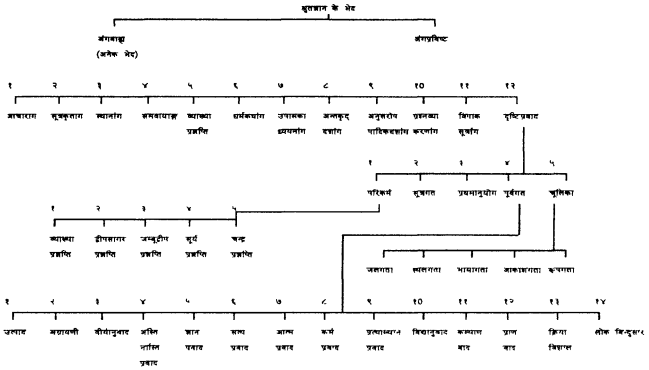 श्रुतज्ञान के भेद
अंगबाह्य
(अनेक भेद)
अंगप्रविष्ट
१ २ ३ ४ ५ ६ ७ ८ ९ १० ११ १२
आचारांग सूत्रकृतांग स्थानांग समवायाङ्ग व्याख्या धर्मकथांग उपासका अन्तकृद् अनुत्तरोप प्रश्नव्या विपाक दृष्टिप्रवाद
प्रज्ञप्ति ध्ययनांग दशांग पादिकदशांग करणांग सूत्रांग
१ २ ३ ४ ५
परिकर्म सूत्रगत प्रथमानुयोग पूर्वगत चूलिका
१ २ ३ ४ ५
व्याख्या द्वीपसागर जम्बूद्वीप सूर्य चन्द्र
प्रज्ञप्ति प्रज्ञप्ति प्रज्ञप्ति प्रज्ञप्ति प्रज्ञप्ति
जलगता स्थलगता मायागता आकाशगता रूपगता
१ २ ३ ४ ५ ६ ७ ८ ९ १० ११ १२ १३ १४
उत्पाद अग्रायणी वीर्यानुवाद अस्ति ज्ञान सत्य आत्म कर्म प्रत्याख्यान विद्यानुवाद कल्याण प्राण क्रिया लोक बिन्दुसार
नास्ति प्रवाद प्रवाद प्रवाद प्रवाद प्रवाद वाद वाद विशाल
प्रवाद